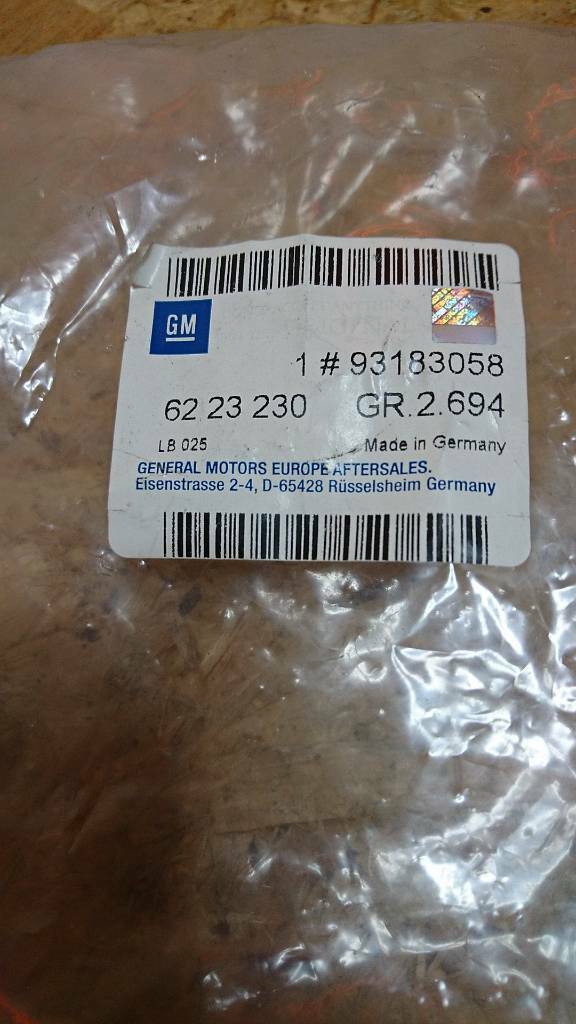 GM
1 # 93183058
62 23 230 GR.2.694
LB 025 Made in Germany
GENERAL MOTORS EUROPE AFTERSALES.
Eisenstrasse 2-4, D-65428 Rüsselsheim Germany